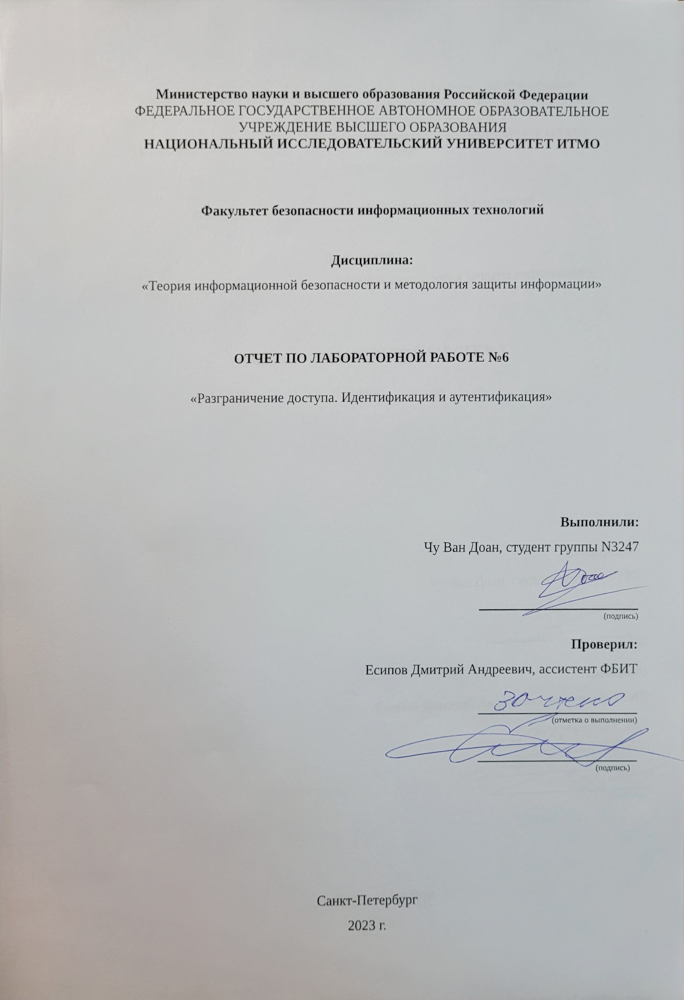 Министерство науки и высшего образования Российской Федерации
ФЕДЕРАЛЬНОЕ ГОСУДАРСТВЕННОЕ АВТОНОМНОЕ ОБРАЗОВАТЕЛЬНОЕ
УЧРЕЖДЕНИЕ ВЫСШЕГО ОБРАЗОВАНИЯ
НАЦИОНАЛЬНЫЙ ИССЛЕДОВАТЕЛЬСКИЙ УНИВЕРСИТЕТ ИТМО
Факультет безопасности информационных технологий
Дисциплина:
«Теория информационной безопасности и методология защиты информации»
ОТЧЕТ ПО ЛАБОРАТОРНОЙ РАБОТЕ №6
«Разграничение доступа. Идентификация и аутентификация»
Выполнили:
Чу Ван Доан, студент группы N3247
(подпись)
Проверил:
Есипов Дмитрий Андреевич, ассистент ФБИТ
зачтено
(отметка о выполнении)
(подпись)
Санкт-Петербург
2023 г.